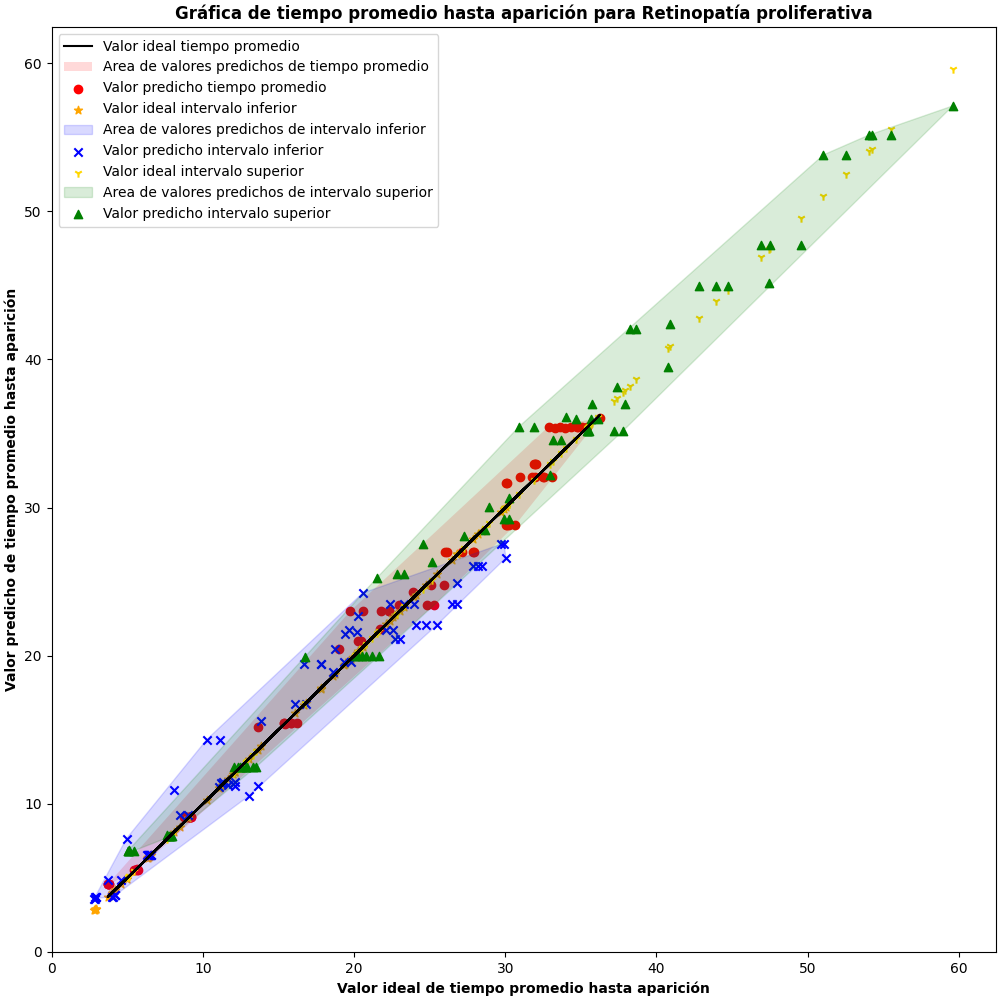 Gráfica de tiempo promedio hasta aparición para Retinopatía proliferativa
Valor ideal tiempo promedio
Area de valores predichos de tiempo promedio
Valor predicho tiempo promedio
Valor ideal intervalo inferior
Area de valores predichos de intervalo inferior
Valor predicho intervalo inferior
Valor ideal intervalo superior
Area de valores predichos de intervalo superior
Valor predicho intervalo superior
Valor predicho de tiempo promedio hasta aparición
60
50
40
30
20
10
0
0 10 20 30 40 50 60
Valor ideal de tiempo promedio hasta aparición